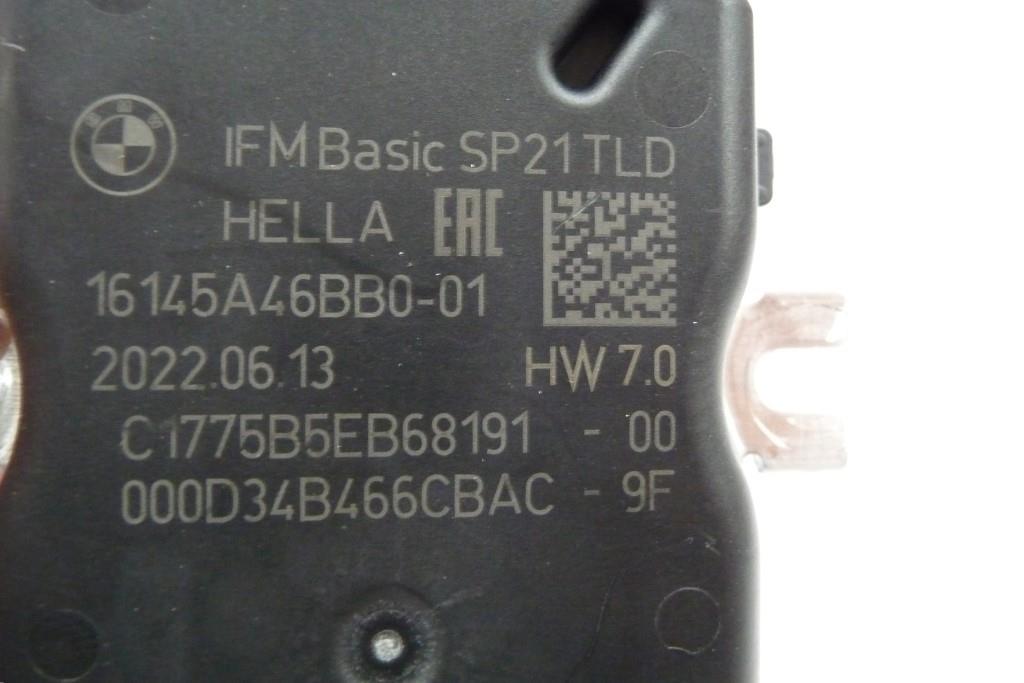 IFM Basic SP21 TLD
HELLA EAC
16145A46BB0-01
2022.06.13 HW 7.0
C1775B5EB68191 - 00
000D34B466CBAC - 9F